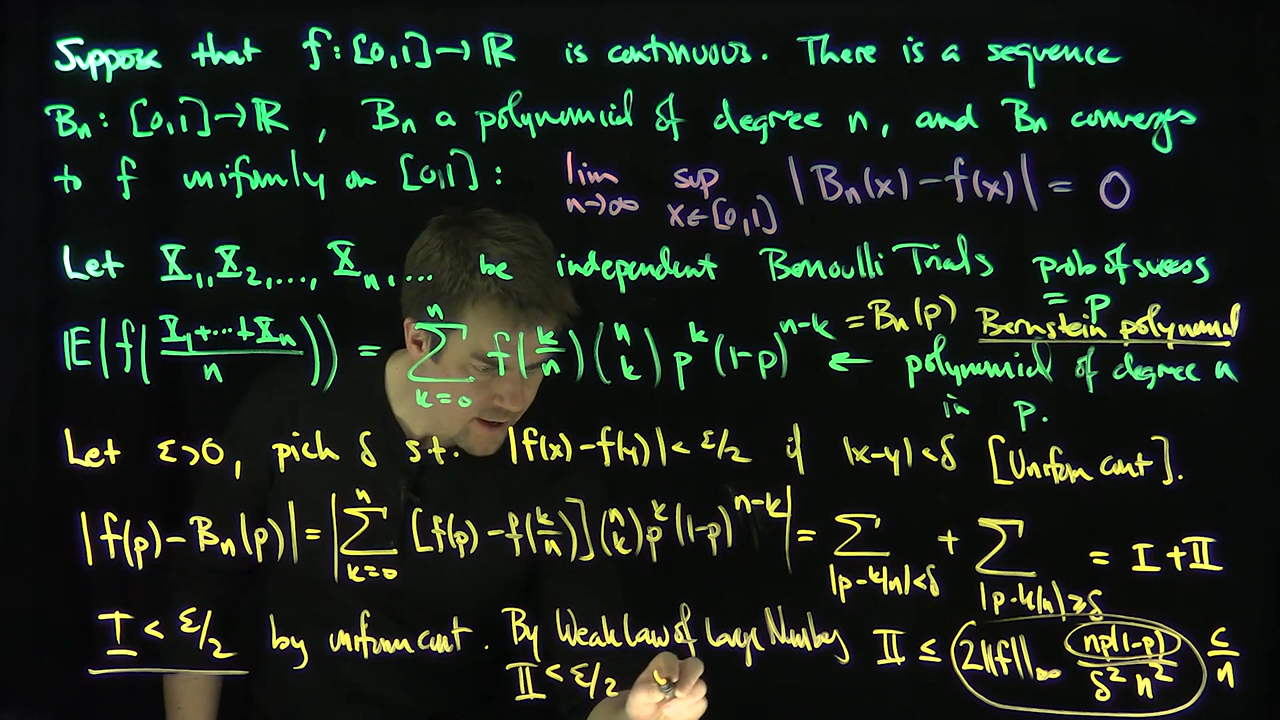 Suppose that f: [0,1] → ℝ is continuous. There is a sequence
Bn : [0,1] → ℝ , Bn a polynomial of degree n, and Bn converges
to f uniformly on [0,1] : lim n→∞ sup x∈[0,1] |Bn(x) − f(x)| = 0
Let X₁, X₂, ..., Xn, ... be independent Bernoulli Trials prob of success = p
E(f((X₁+⋯+Xn)/n)) = ∑_{k=0}^{n} f(k/n) (n k) p^k (1−p)^{n−k} = Bn(p) Bernstein polynomial
← polynomial of degree n
in p.
Let ε>0, pick δ s.t. |f(x) − f(y)| < ε/2 if |x−y| < δ [Uniform cont].
|f(p) − Bn(p)| = |∑_{k=0}^{n} [f(p) − f(k/n)] (n k) p^k (1−p)^{n−k}| = ∑_{|p−k/n|<δ} + ∑_{|p−k/n|≥δ} = I + II
I < ε/2 by uniform cont. By Weak law of Large Numbers II ≤ 2‖f‖∞ np(1−p)/(δ² n²) c/n
II < ε/2